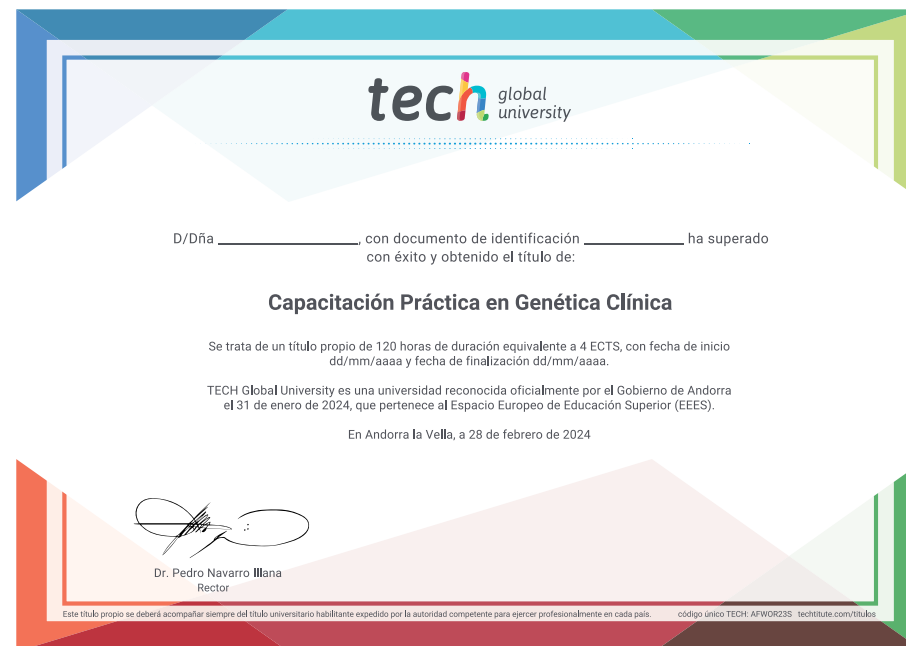 tech global university
D/Dña ____________________, con documento de identificación ______________ ha superado
con éxito y obtenido el título de:
Capacitación Práctica en Genética Clínica
Se trata de un título propio de 120 horas de duración equivalente a 4 ECTS, con fecha de inicio
dd/mm/aaaa y fecha de finalización dd/mm/aaaa.
TECH Global University es una universidad reconocida oficialmente por el Gobierno de Andorra
el 31 de enero de 2024, que pertenece al Espacio Europeo de Educación Superior (EEES).
En Andorra la Vella, a 28 de febrero de 2024
Dr. Pedro Navarro Illana
Rector
Este título propio se deberá acompañar siempre del título universitario habilitante expedido por la autoridad competente para ejercer profesionalmente en cada país. código único TECH: AFWOR23S techtitute.com/titulos